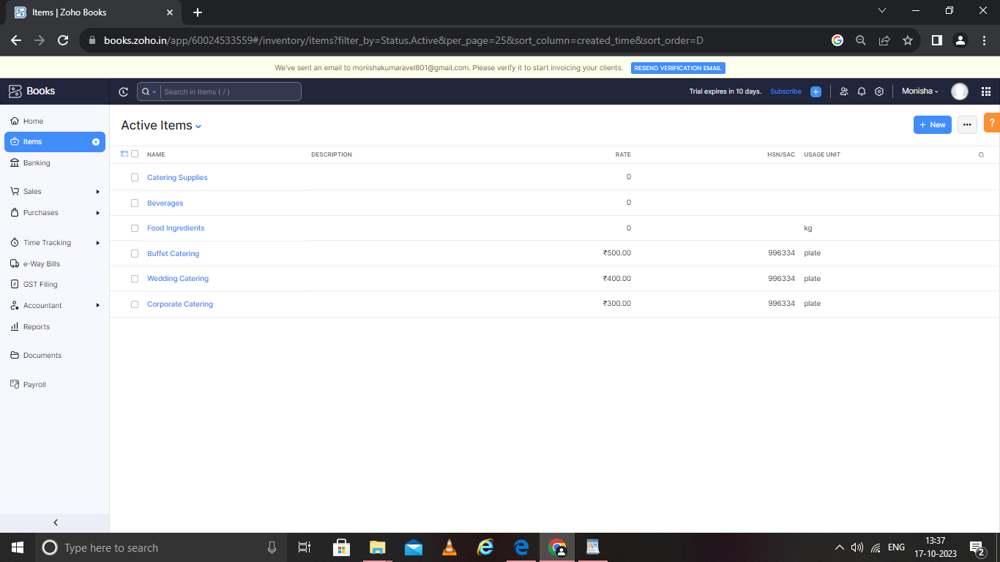 Items | Zoho Books
books.zoho.in/app/60024533559#/inventory/items?filter_by=Status.Active&per_page=25&sort_column=created_time&sort_order=D
We've sent an email to monishakumaravel801@gmail.com. Please verify it to start invoicing your clients. RESEND VERIFICATION EMAIL
Books
Search in Items ( / )
Trial expires in 10 days. Subscribe
Monisha
Home
Items
Banking
Sales
Purchases
Time Tracking
e-Way Bills
GST Filing
Accountant
Reports
Documents
Payroll
Active Items
+ New
?
NAME DESCRIPTION RATE HSN/SAC USAGE UNIT
Catering Supplies 0
Beverages 0
Food Ingredients 0 kg
Buffet Catering ₹500.00 996334 plate
Wedding Catering ₹400.00 996334 plate
Corporate Catering ₹300.00 996334 plate
Type here to search
ENG
13:37
17-10-2023
2